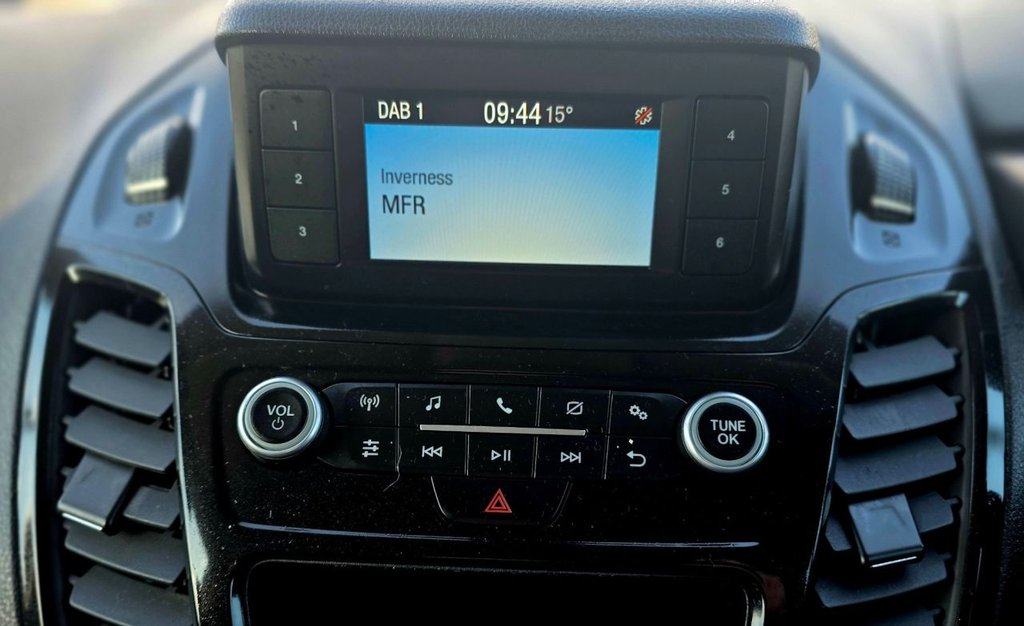 DAB 1 09:44 15°
Inverness
MFR
1
2
3
4
5
6
VOL
TUNE
OK